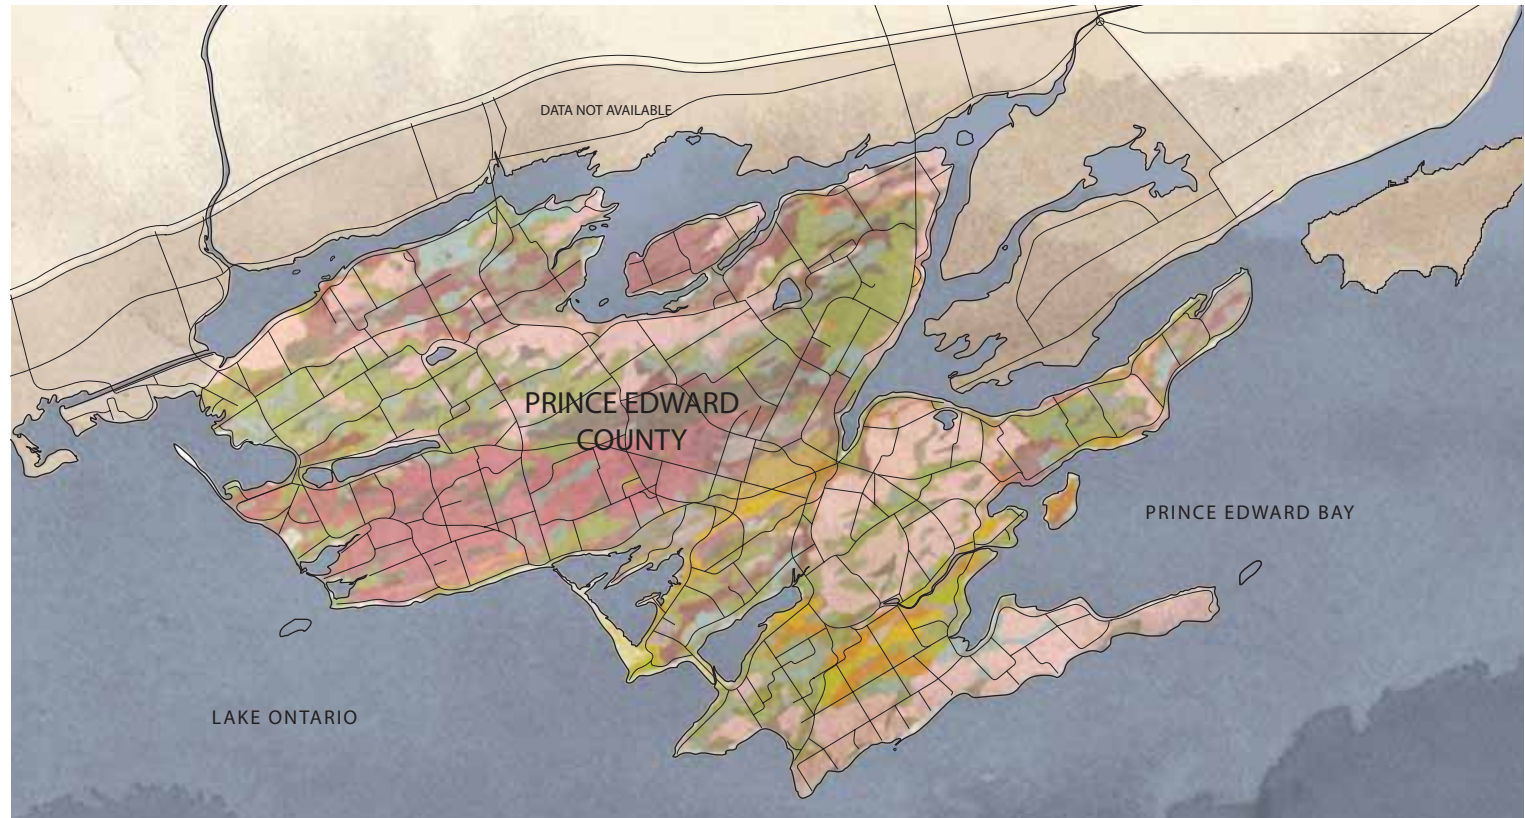 DATA NOT AVAILABLE
PRINCE EDWARD
COUNTY
PRINCE EDWARD BAY
LAKE ONTARIO